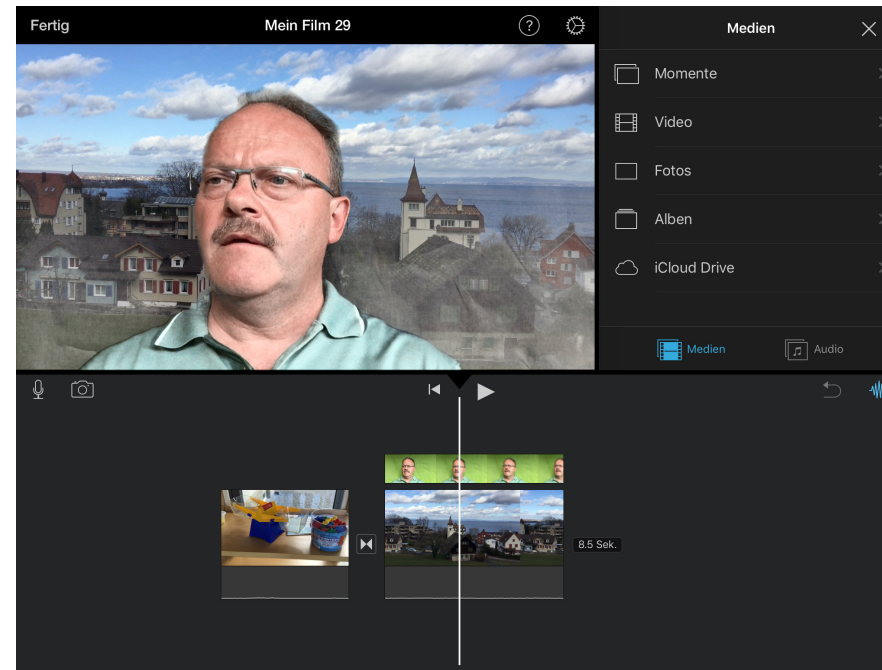 Fertig
Mein Film 29
?
Medien
Momente
Video
Fotos
Alben
iCloud Drive
Medien
Audio
8.5 Sek.